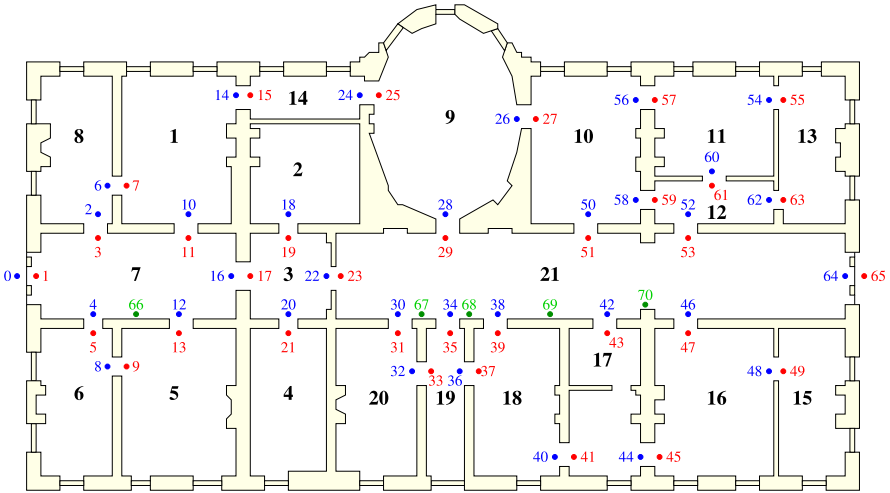 14 15 14 24 25 56 57 54 55
8 1 9 26 27 10 11 13
2 60
6 7 61
58 59 62 63
2 10 18 28 50 52 12
3 11 19 29 51 53
0 1 7 16 17 3 22 23 21 64 65
4 66 12 20 30 67 34 68 38 69 42 70 46
5 13 21 31 35 39 43 47
17
8 9 32 33 36 37 48 49
6 5 4 20 19 18 16 15
40 41 44 45